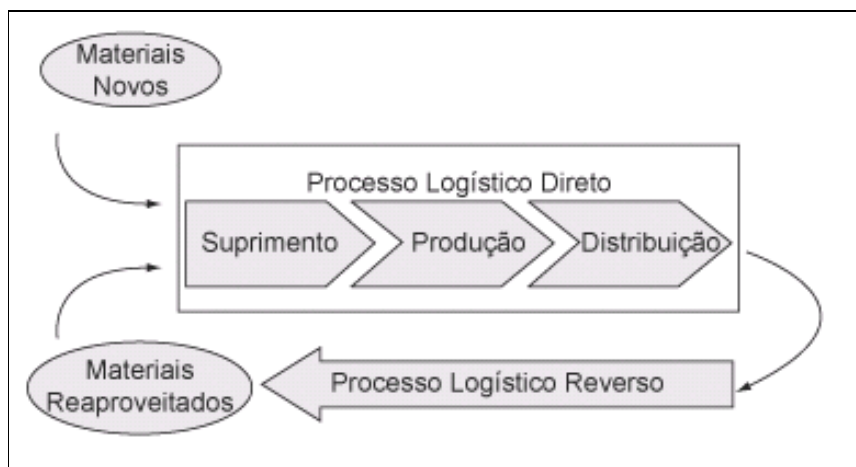 Materiais
Novos
Processo Logístico Direto
Suprimento
Produção
Distribuição
Materiais
Reaproveitados
Processo Logístico Reverso